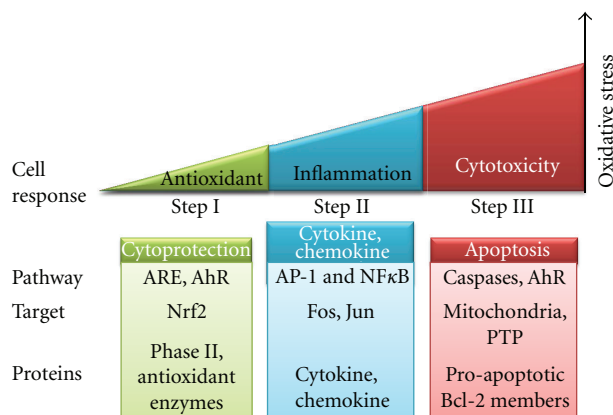 Oxidative stress
Cell
response
Antioxidant
Inflammation
Cytotoxicity
Step I
Step II
Step III
Cytoprotection
Cytokine,
chemokine
Apoptosis
Pathway
ARE, AhR
AP-1 and NFκB
Caspases, AhR
Target
Nrf2
Fos, Jun
Mitochondria,
PTP
Proteins
Phase II,
antioxidant
enzymes
Cytokine,
chemokine
Pro-apoptotic
Bcl-2 members